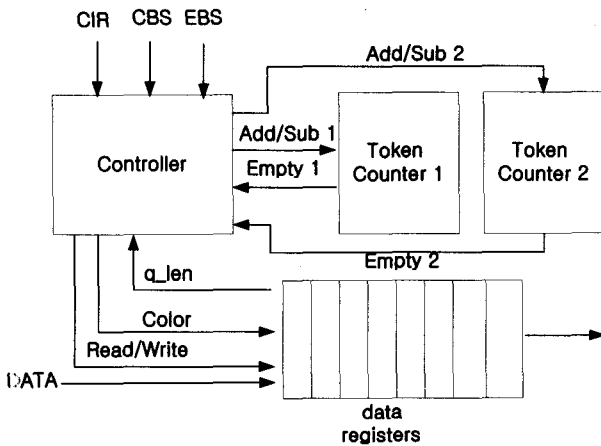 CIR CBS EBS
Add/Sub 2
Controller
Add/Sub 1
Empty 1
Token
Counter 1
Token
Counter 2
Empty 2
q_len
Color
Read/Write
DATA
data
registers